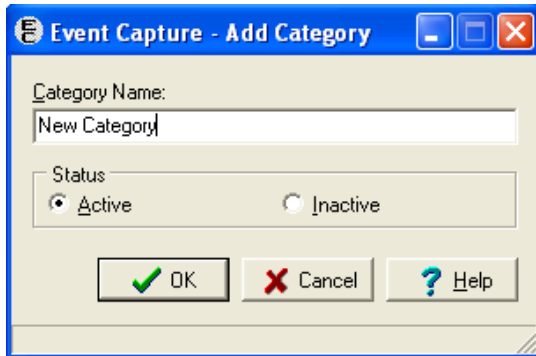 Event Capture - Add Category
Category Name:
New Category
Status
Active
Inactive
OK
Cancel
? Help